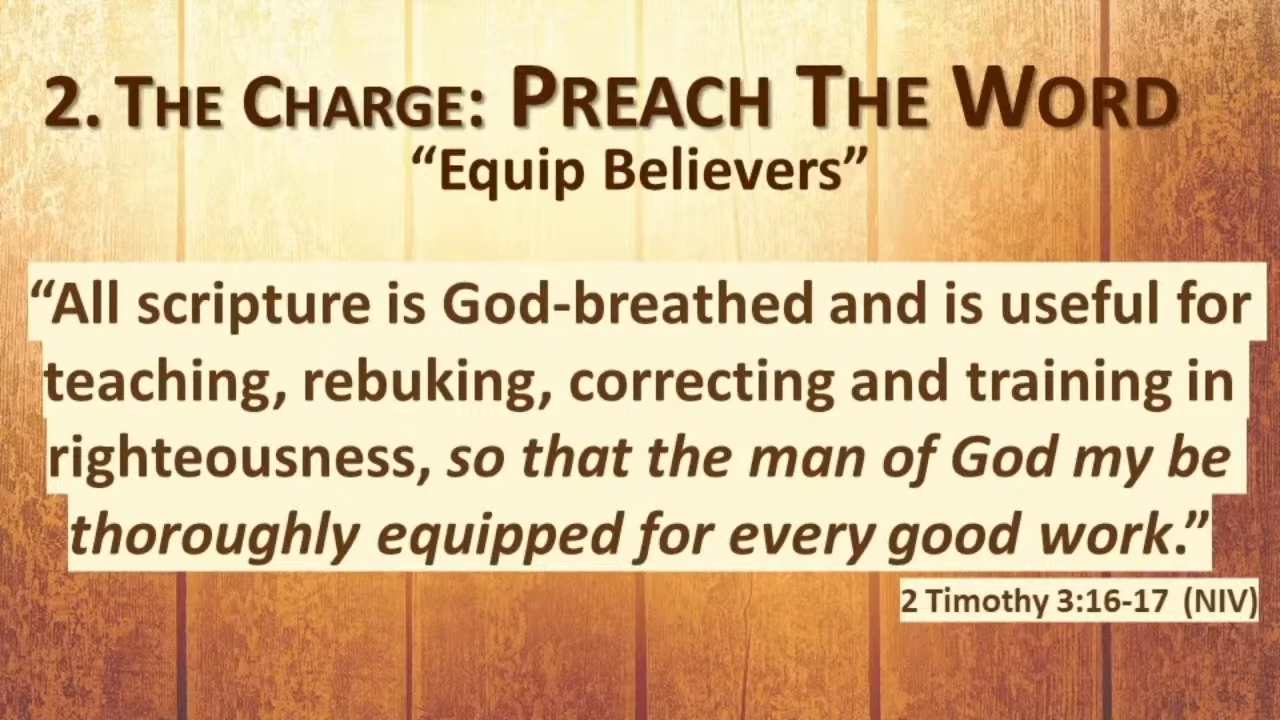 2. THE CHARGE: PREACH THE WORD
“Equip Believers”
“All scripture is God-breathed and is useful for
teaching, rebuking, correcting and training in
righteousness, so that the man of God my be
thoroughly equipped for every good work.”
2 Timothy 3:16-17 (NIV)